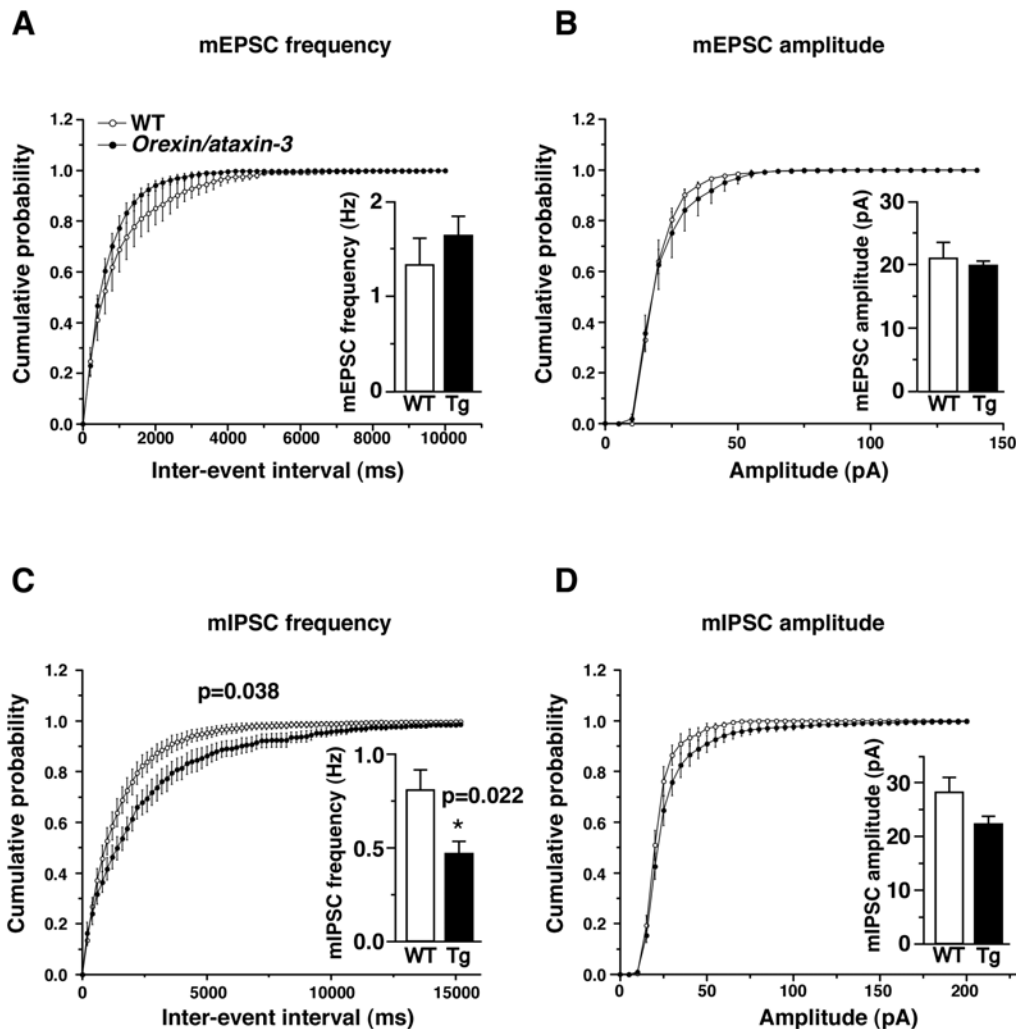 A
mEPSC frequency
WT
Orexin/ataxin-3
Cumulative probability
1.2
1.0
0.8
0.6
0.4
0.2
0.0
0
2000
4000
6000
8000
10000
Inter-event interval (ms)
mEPSC frequency (Hz)
2
1
0
WT
Tg
B
mEPSC amplitude
Cumulative probability
1.2
1.0
0.8
0.6
0.4
0.2
0.0
0
50
100
150
Amplitude (pA)
mEPSC amplitude (pA)
30
20
10
0
WT
Tg
C
mIPSC frequency
p=0.038
Cumulative probability
1.2
1.0
0.8
0.6
0.4
0.2
0.0
0
5000
10000
15000
Inter-event interval (ms)
mIPSC frequency (Hz)
1.0
0.5
0.0
p=0.022
*
WT
Tg
D
mIPSC amplitude
Cumulative probability
1.2
1.0
0.8
0.6
0.4
0.2
0.0
0
50
100
150
200
Amplitude (pA)
mIPSC amplitude (pA)
30
20
10
0
WT
Tg